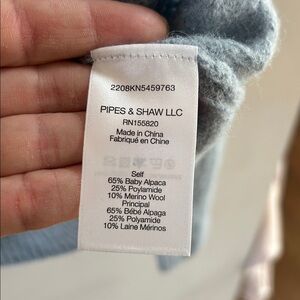 2208KN5459763
PIPES & SHAW LLC
RN155820
Made in China
Fabriqué en Chine
Self
65% Baby Alpaca
25% Polyamide
10% Merino Wool
Principal
65% Bébé Alpaga
25% Polyamide
10% Laine Mérinos